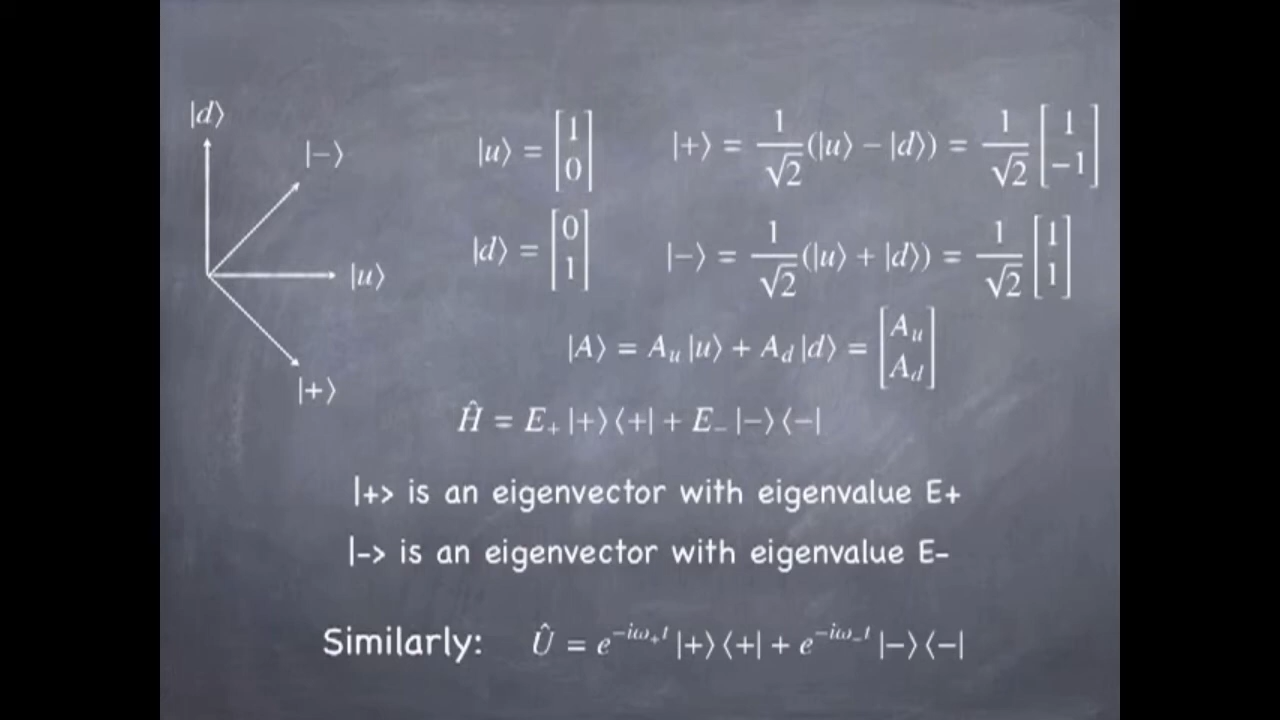 |d⟩
|−⟩
|u⟩
|+⟩
|u⟩ = [1 0]
|+⟩ = 1/√2 (|u⟩ − |d⟩) = 1/√2 [1 −1]
|d⟩ = [0 1]
|−⟩ = 1/√2 (|u⟩ + |d⟩) = 1/√2 [1 1]
|A⟩ = A_u |u⟩ + A_d |d⟩ = [A_u A_d]
Ĥ = E₊ |+⟩⟨+| + E₋ |−⟩⟨−|
|+> is an eigenvector with eigenvalue E+
|-> is an eigenvector with eigenvalue E-
Similarly: Û = e^{−iω₊t} |+⟩⟨+| + e^{−iω₋t} |−⟩⟨−|